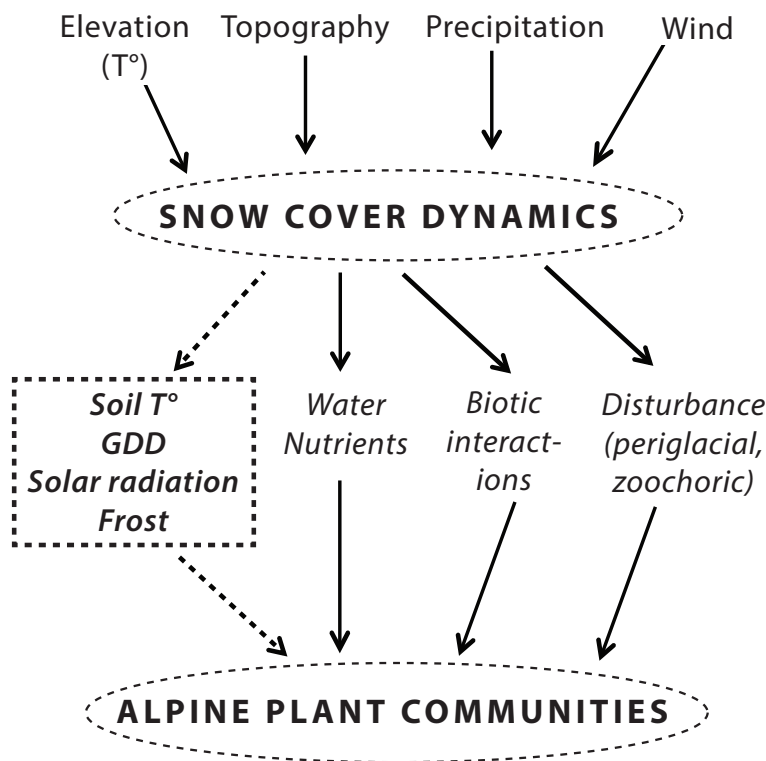 Elevation Topography Precipitation Wind
(T°)
SNOW COVER DYNAMICS
Soil T°
GDD
Solar radiation
Frost
Water
Nutrients
Biotic
interact-
ions
Disturbance
(periglacial,
zoochoric)
ALPINE PLANT COMMUNITIES